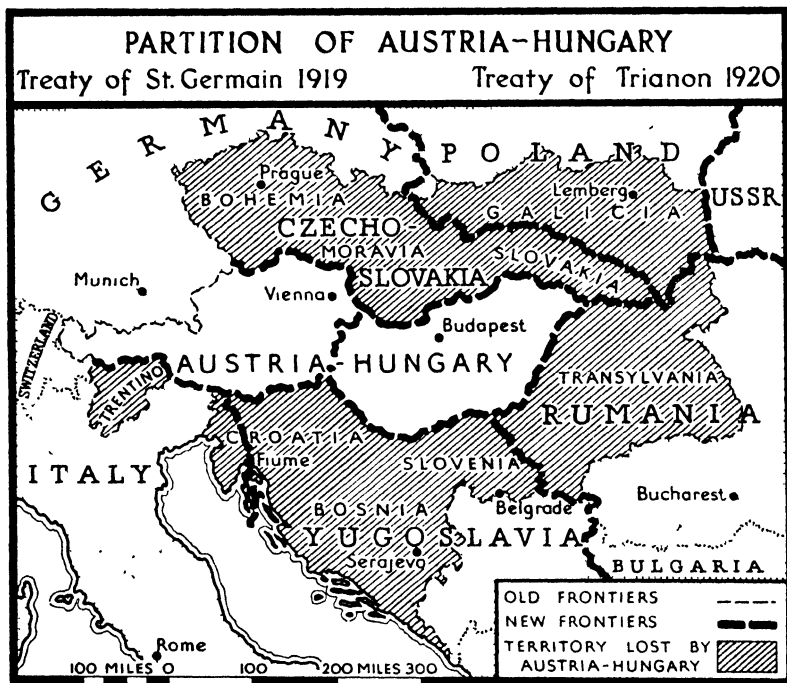 PARTITION OF AUSTRIA-HUNGARY
Treaty of St. Germain 1919 Treaty of Trianon 1920
GERMANY
POLAND
Prague
BOHEMIA
Lemberg
GALICIA
USSR
CZECHO-
MORAVIA
SLOVAKIA
SLOVAKIA
Munich
Vienna
Budapest
SWITZERLAND
AUSTRIA-HUNGARY
TRENTINO
TRANSYLVANIA
RUMANIA
CROATIA
Fiume
SLOVENIA
ITALY
BOSNIA
Belgrade
Bucharest
YUGOSLAVIA
Serajevo
BULGARIA
OLD FRONTIERS
NEW FRONTIERS
TERRITORY LOST BY
AUSTRIA-HUNGARY
Rome
100 MILES 0 100 200 MILES 300